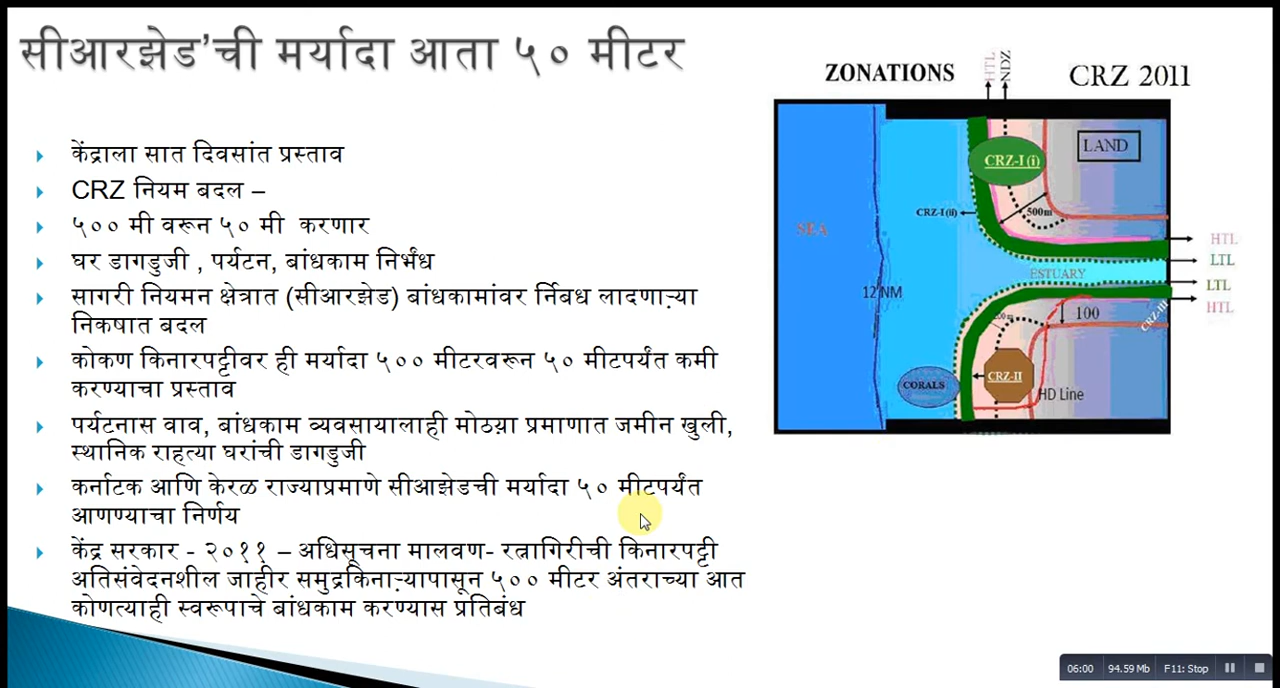 सीआरझेड’ची मर्यादा आता ५० मीटर
केंद्राला सात दिवसांत प्रस्ताव
CRZ नियम बदल –
५०० मी वरून ५० मी करणार
घर डागडुजी , पर्यटन, बांधकाम निर्भंध
सागरी नियमन क्षेत्रात (सीआरझेड) बांधकामांवर र्निबध लादणाऱ्या
निकषात बदल
कोकण किनारपट्टीवर ही मर्यादा ५०० मीटरवरून ५० मीटपर्यंत कमी
करण्याचा प्रस्ताव
पर्यटनास वाव, बांधकाम व्यवसायालाही मोठय़ा प्रमाणात जमीन खुली,
स्थानिक राहत्या घरांची डागडुजी
कर्नाटक आणि केरळ राज्याप्रमाणे सीआझेडची मर्यादा ५० मीटपर्यंत
आणण्याचा निर्णय
केंद्र सरकार - २०११ – अधिसूचना मालवण- रत्नागिरीची किनारपट्टी
अतिसंवेदनशील जाहीर समुद्रकिनाऱ्यापासून ५०० मीटर अंतराच्या आत
कोणत्याही स्वरूपाचे बांधकाम करण्यास प्रतिबंध
ZONATIONS
HTL
NDZ
CRZ 2011
LAND
CRZ-I (i)
CRZ-I (ii)
500m
SEA
HTL
LTL
ESTUARY
12 NM
LTL
HTL
100
CRZ-III
CRZ-II
CORALS
HD Line
06:00
94.59 Mb
F11: Stop